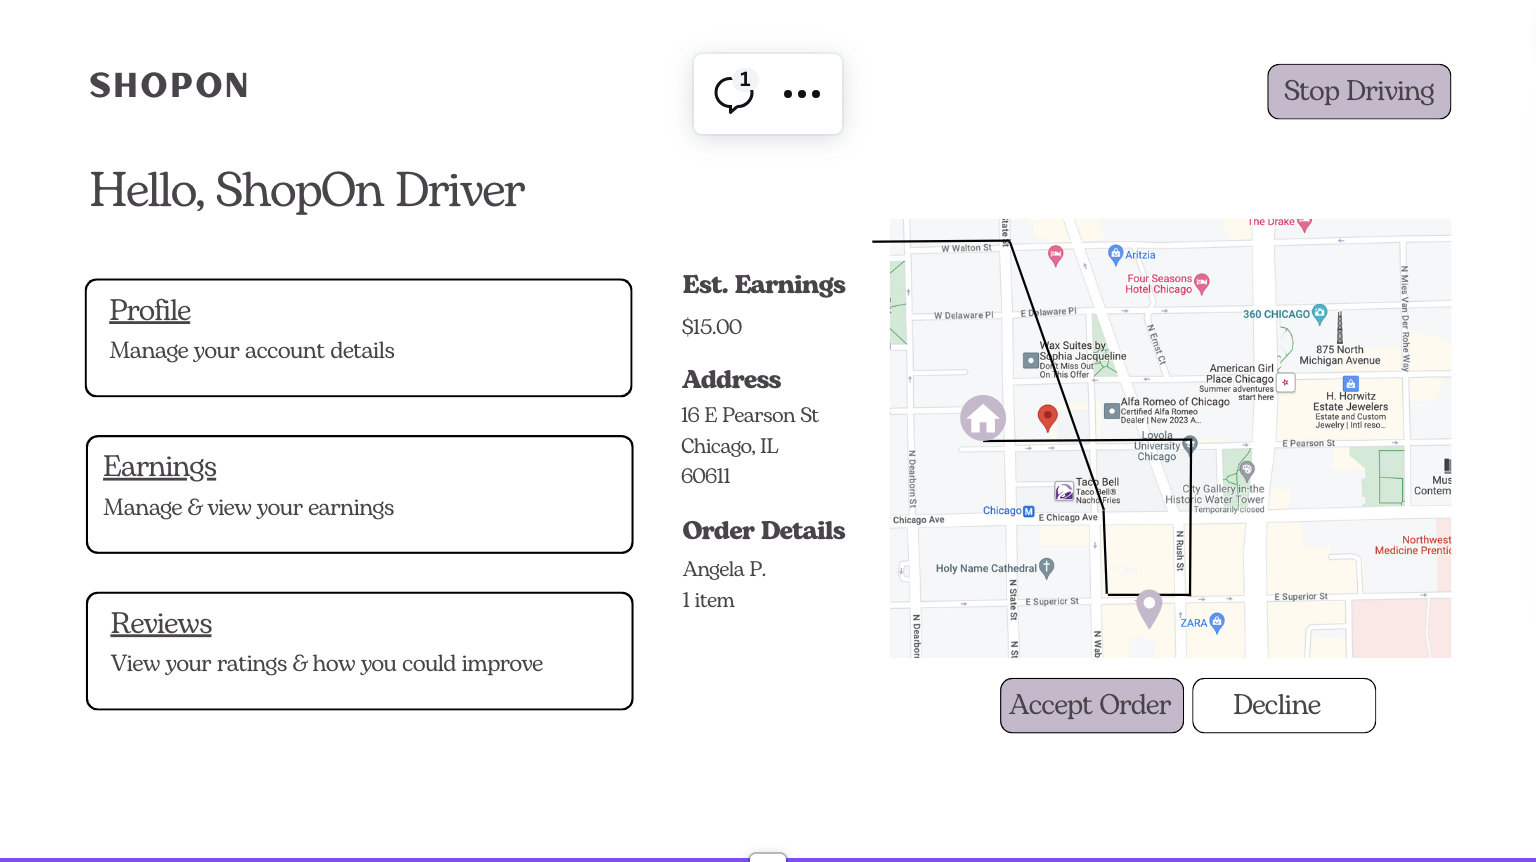 SHOPON
1
Stop Driving
Hello, ShopOn Driver
Profile
Manage your account details
Earnings
Manage & view your earnings
Reviews
View your ratings & how you could improve
Est. Earnings
$15.00
Address
16 E Pearson St
Chicago, IL
60611
Order Details
Angela P.
1 item
The Drake
State St
W Walton St
Aritzia
Four Seasons
Hotel Chicago
N Mies Van Der Rohe Way
W Delaware Pl
E Delaware Pl
360 CHICAGO
N Ernst Ct
875 North
Michigan Avenue
Wax Suites by
Sophia Jacqueline
Don't Miss Out
On This Offer
American Girl
Place Chicago
Summer adventures
start here
Alfa Romeo of Chicago
Certified Alfa Romeo
Dealer | New 2023 A...
H. Horwitz
Estate Jewelers
Estate and Custom
Jewelry | Intl reso...
Loyola
University
Chicago
E Pearson St
N Dearborn St
Taco Bell
Taco Bell®
Nacho Fries
City Gallery in the
Historic Water Tower
Temporarily closed
Mus
Contem
Chicago M
E Chicago Ave
Chicago Ave
N Rush St
Northwest
Medicine Prentic
Holy Name Cathedral
N State St
E Superior St
E Superior St
ZARA
N Dearborn
N St
N Wab
Accept Order
Decline